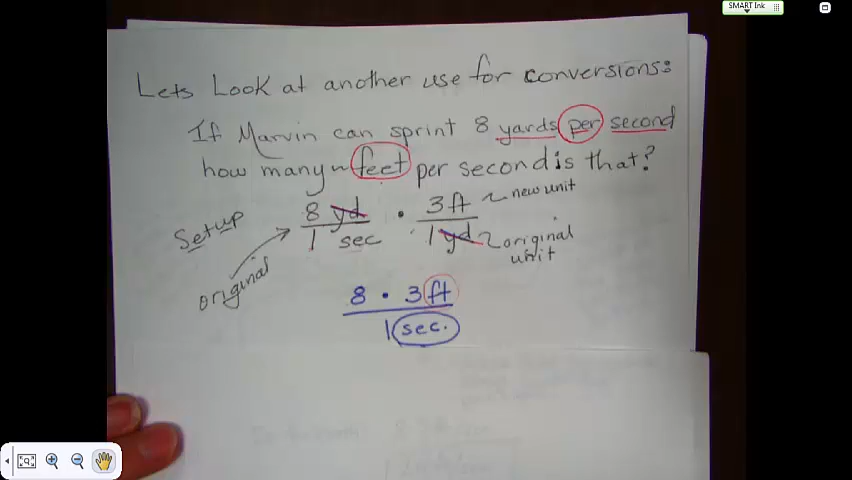 SMART Ink
Lets Look at another use for conversions:
If Marvin can sprint 8 yards per second
how many feet per second is that?
Setup
8 yd / 1 sec · 3 ft / 1 yd
new unit
original unit
original
8 · 3 ft
1 sec.